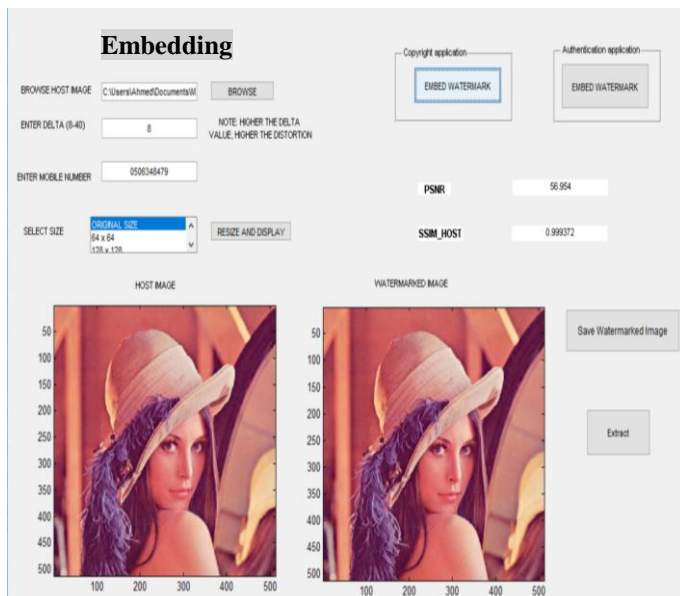 Embedding
Copyright application
Authentication application
BROWSE HOST IMAGE
C:\Users\Ahmed\Documents\M
BROWSE
EMBED WATERMARK
EMBED WATERMARK
ENTER DELTA (8-40)
8
NOTE: HIGHER THE DELTA
VALUE, HIGHER THE DISTORTION
ENTER MOBILE NUMBER
0506348479
PSNR
56.954
SELECT SIZE
ORIGINAL SIZE
64 x 64
128 x 128
RESIZE AND DISPLAY
SSIM_HOST
0.999372
HOST IMAGE
WATERMARKED IMAGE
50
100
150
200
250
300
350
400
450
500
100 200 300 400 500
50
100
150
200
250
300
350
400
450
500
100 200 300 400 500
Save Watermarked Image
Extract